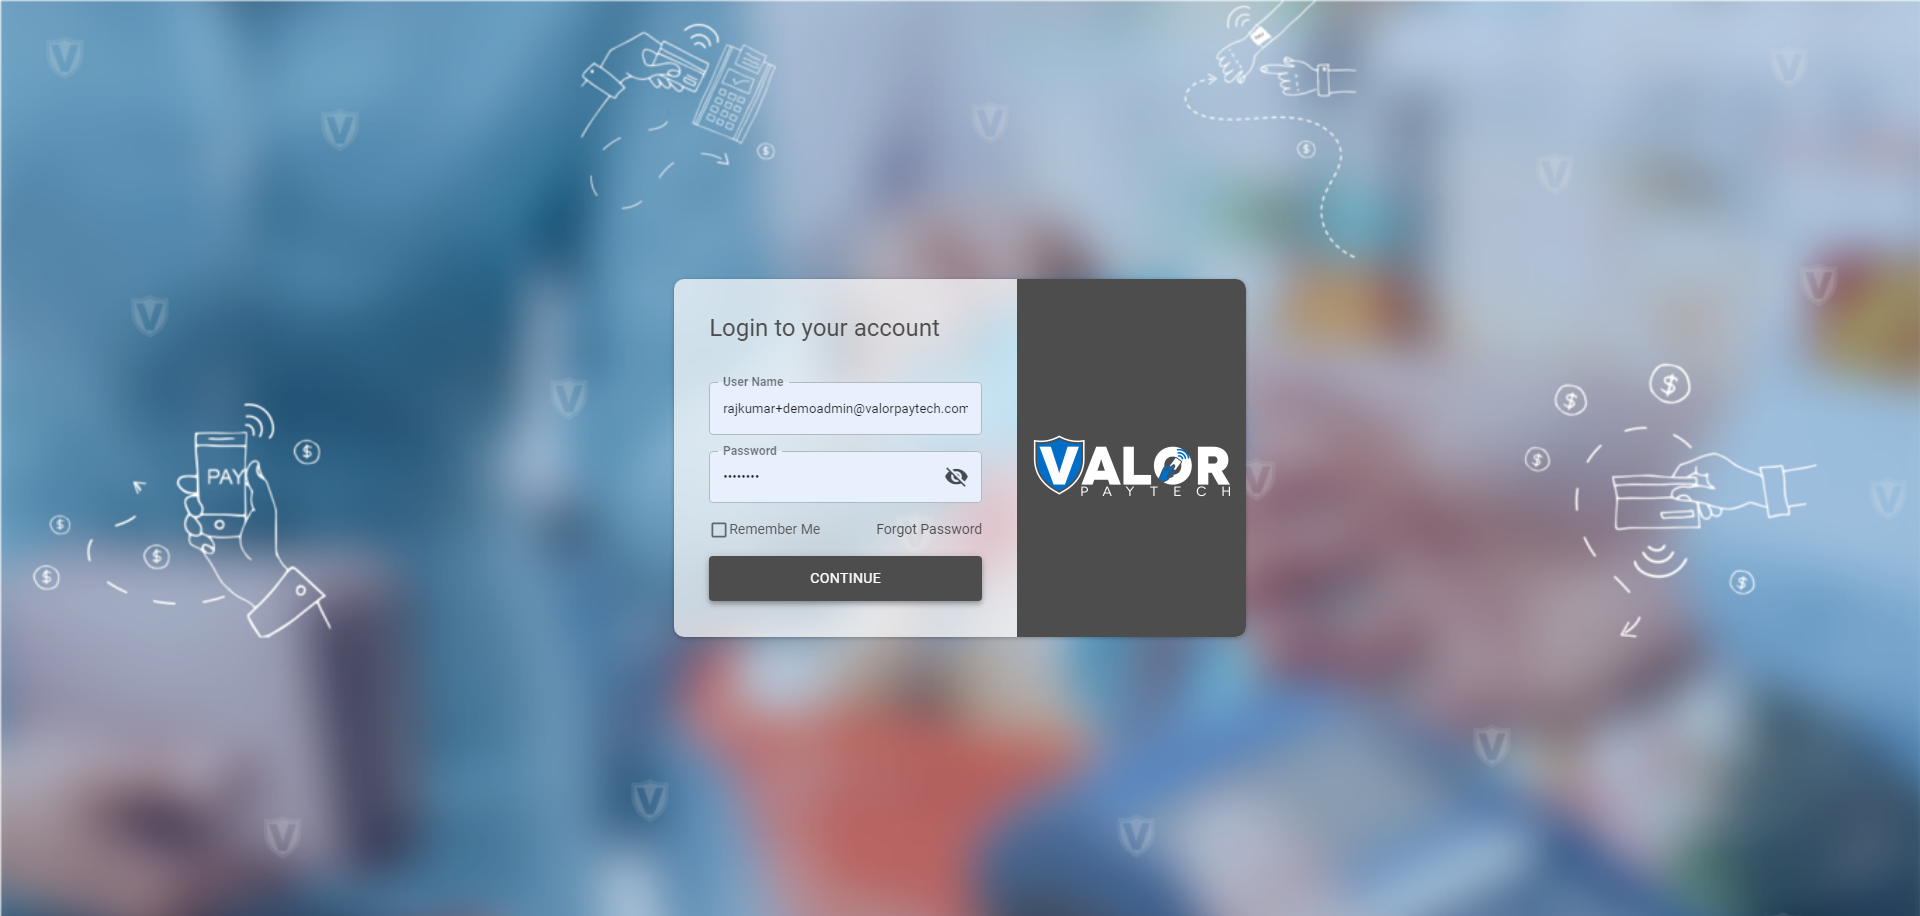 Login to your account
User Name
rajkumar+demoadmin@valorpaytech.com
Password
••••••••
Remember Me
Forgot Password
CONTINUE
VALOR
PAYTECH
PAY